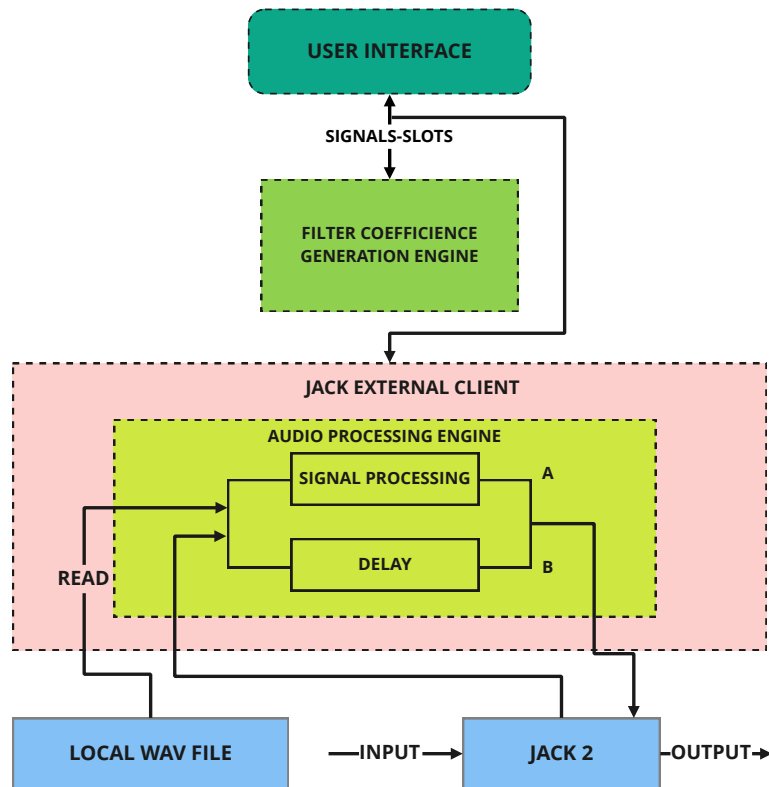 USER INTERFACE
SIGNALS-SLOTS
FILTER COEFFICIENCE
GENERATION ENGINE
JACK EXTERNAL CLIENT
AUDIO PROCESSING ENGINE
SIGNAL PROCESSING
A
DELAY
B
READ
LOCAL WAV FILE
INPUT
JACK 2
OUTPUT